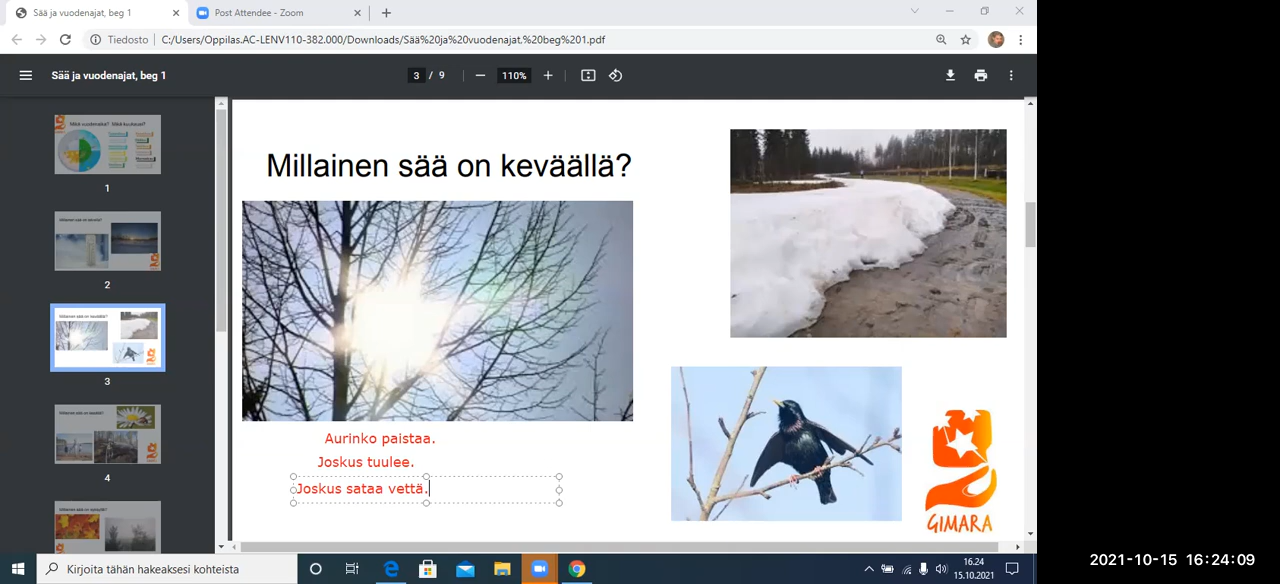 Sää ja vuodenajat, beg 1
Post Attendee - Zoom
Tiedosto
C:/Users/Oppilas.AC-LENV110-382.000/Downloads/Sää%20ja%20vuodenajat.%20beg%201.pdf
Sää ja vuodenajat, beg 1
3 / 9
110%
1
2
3
4
Millainen sää on keväällä?
Aurinko paistaa.
Joskus tuulee.
Joskus sataa vettä.
GIMARA
Kirjoita tähän hakeaksesi kohteista
16.24
15.10.2021
2021-10-15 16:24:09